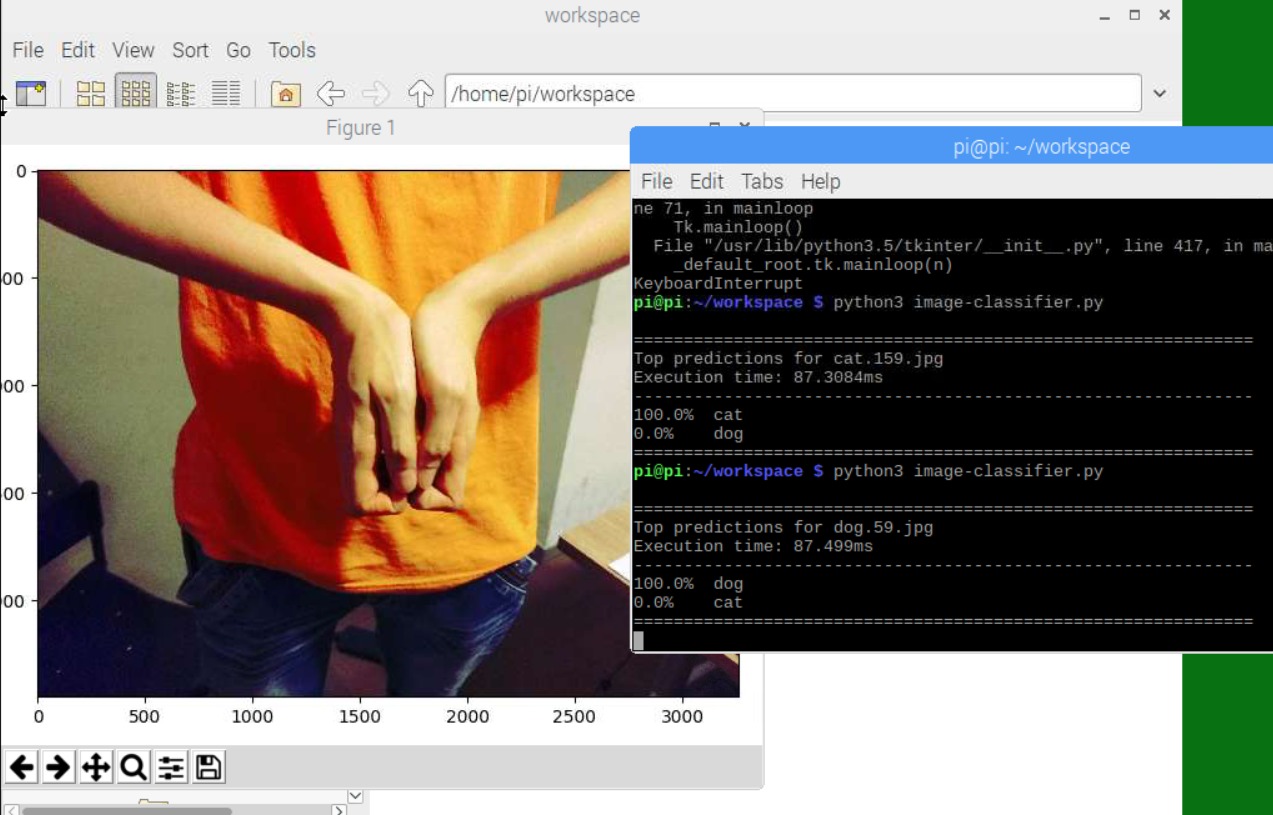 workspace
File Edit View Sort Go Tools
/home/pi/workspace
Figure 1
0
500
1000
1500
2000
2500
3000
0
pi@pi: ~/workspace
File Edit Tabs Help
ne 71, in mainloop
Tk.mainloop()
File "/usr/lib/python3.5/tkinter/__init__.py", line 417, in ma
_default_root.tk.mainloop(n)
KeyboardInterrupt
pi@pi:~/workspace $ python3 image-classifier.py
============================================================
Top predictions for cat.159.jpg
Execution time: 87.3084ms
------------------------------------------------------------
100.0% cat
0.0% dog
============================================================
pi@pi:~/workspace $ python3 image-classifier.py
============================================================
Top predictions for dog.59.jpg
Execution time: 87.499ms
------------------------------------------------------------
100.0% dog
0.0% cat
============================================================